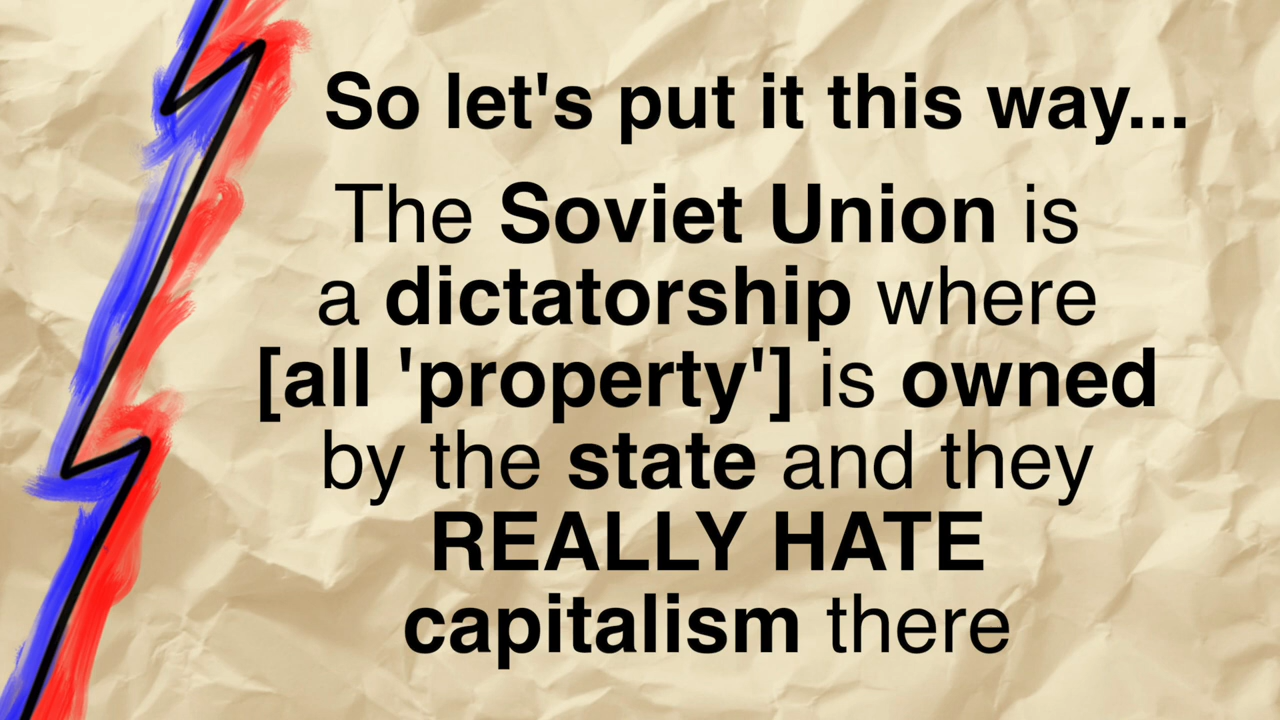 So let's put it this way...
The Soviet Union is
a dictatorship where
[all 'property'] is owned
by the state and they
REALLY HATE
capitalism there